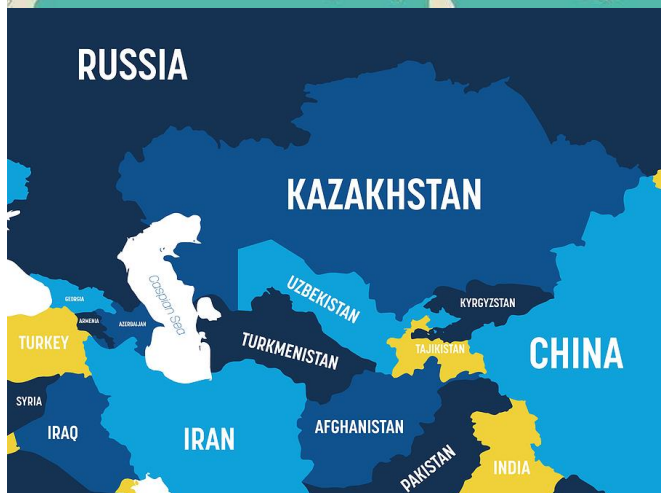 RUSSIA
KAZAKHSTAN
Caspian Sea
UZBEKISTAN
KYRGYZSTAN
GEORGIA
ARMENIA
AZERBAIJAN
TURKEY
TURKMENISTAN
TAJIKISTAN
CHINA
SYRIA
IRAQ
IRAN
AFGHANISTAN
PAKISTAN
INDIA